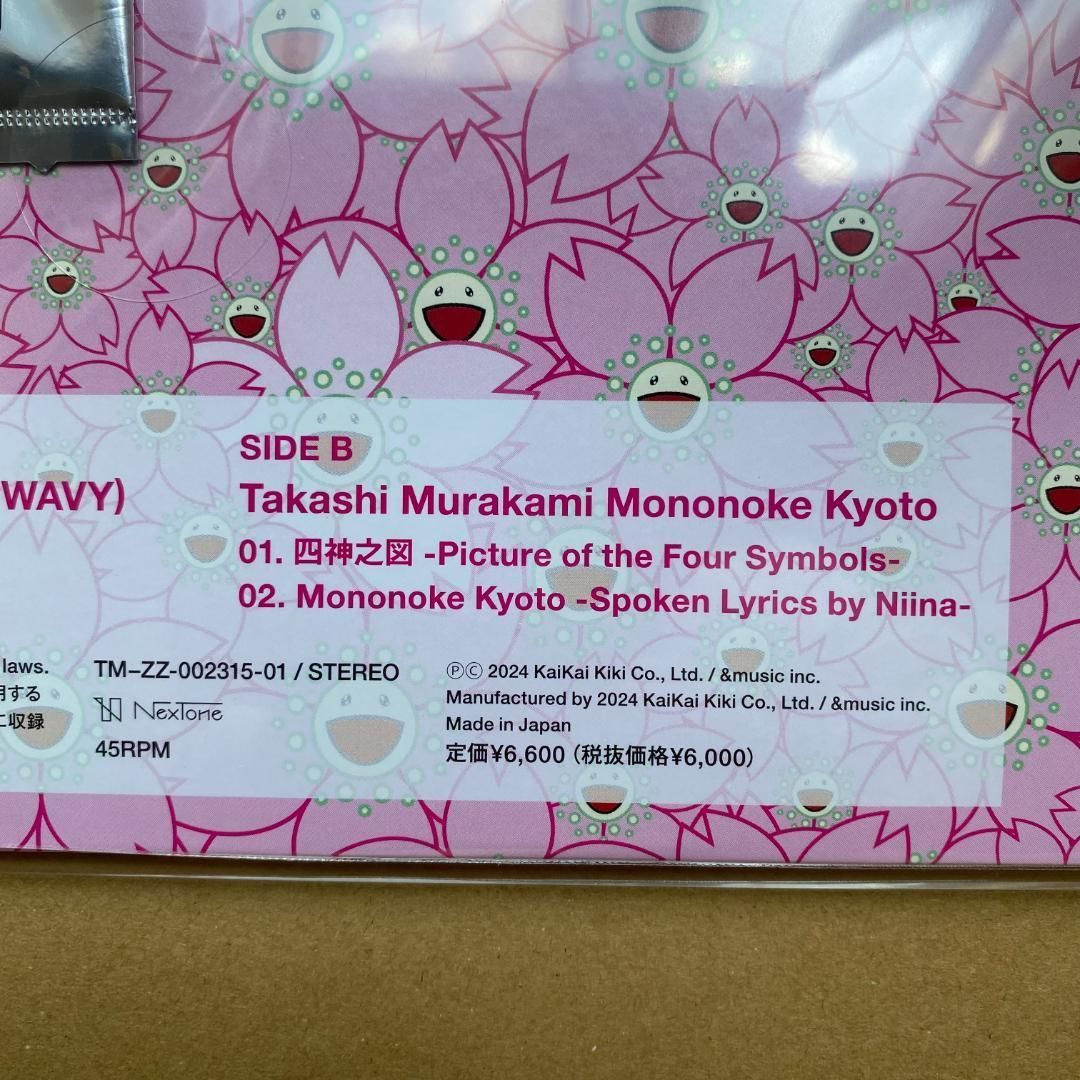 WAVY)
SIDE B
Takashi Murakami Mononoke Kyoto
01. 四神之図 -Picture of the Four Symbols-
02. Mononoke Kyoto -Spoken Lyrics by Niina-
laws.
用する
に収録
TM–ZZ-002315-01 / STEREO
NexTone
45RPM
ⓅⒸ 2024 KaiKai Kiki Co., Ltd. / &music inc.
Manufactured by 2024 KaiKai Kiki Co., Ltd. / &music inc.
Made in Japan
定価¥6,600（税抜価格¥6,000）